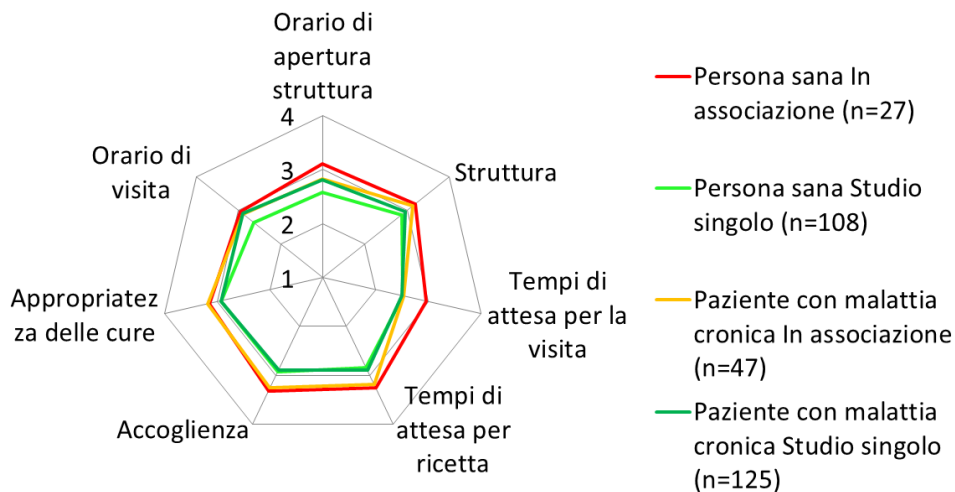 Orario di
apertura
struttura
4
3
2
1
Struttura
Tempi di
attesa per la
visita
Tempi di
attesa per
ricetta
Accoglienza
Appropriatez
za delle cure
Orario di
visita
Persona sana In
associazione (n=27)
Persona sana Studio
singolo (n=108)
Paziente con malattia
cronica In associazione
(n=47)
Paziente con malattia
cronica Studio singolo
(n=125)